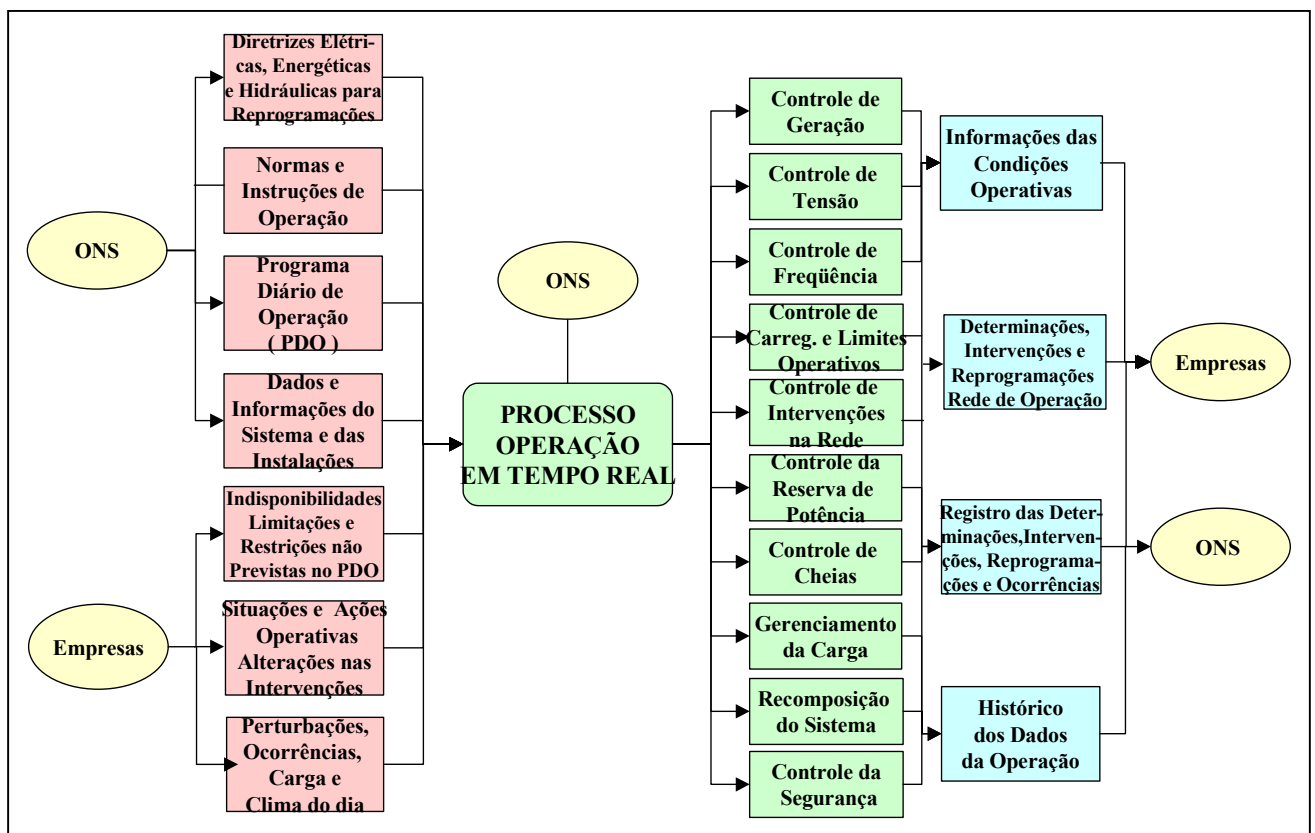 Diretrizes Elétri-
cas, Energéticas
e Hidráulicas para
Reprogramações
Normas e
Instruções de
Operação
ONS
Programa
Diário de
Operação
( PDO )
Dados e
Informações do
Sistema e das
Instalações
Indisponibilidades
Limitações e
Restrições não
Previstas no PDO
Empresas
Situações e Ações
Operativas
Alterações nas
Intervenções
Perturbações,
Ocorrências,
Carga e
Clima do dia
ONS
PROCESSO
OPERAÇÃO
EM TEMPO REAL
Controle de
Geração
Controle de
Tensão
Controle de
Freqüência
Controle de
Carreg. e Limites
Operativos
Controle de
Intervenções
na Rede
Controle da
Reserva de
Potência
Controle de
Cheias
Gerenciamento
da Carga
Recomposição
do Sistema
Controle da
Segurança
Informações das
Condições
Operativas
Determinações,
Intervenções e
Reprogramações
Rede de Operação
Registro das Deter-
minações,Interven-
ções, Reprograma-
ções e Ocorrências
Histórico
dos Dados
da Operação
Empresas
ONS